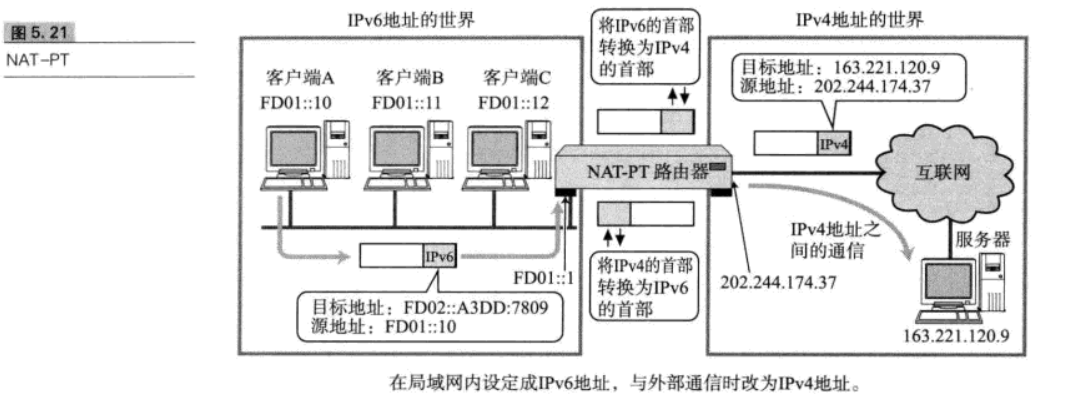 图5.21
NAT-PT
IPv6地址的世界
客户端A
FD01::10
客户端B
FD01::11
客户端C
FD01::12
IPv6
FD01::1
目标地址：FD02::A3DD:7809
源地址：FD01::10
将IPv6的首部
转换为IPv4
的首部
NAT-PT 路由器
将IPv4的首部
转换为IPv6
的首部
IPv4地址的世界
目标地址：163.221.120.9
源地址：202.244.174.37
IPv4
互联网
IPv4地址之
间的通信
服务器
202.244.174.37
163.221.120.9
在局域网内设定成IPv6地址，与外部通信时改为IPv4地址。